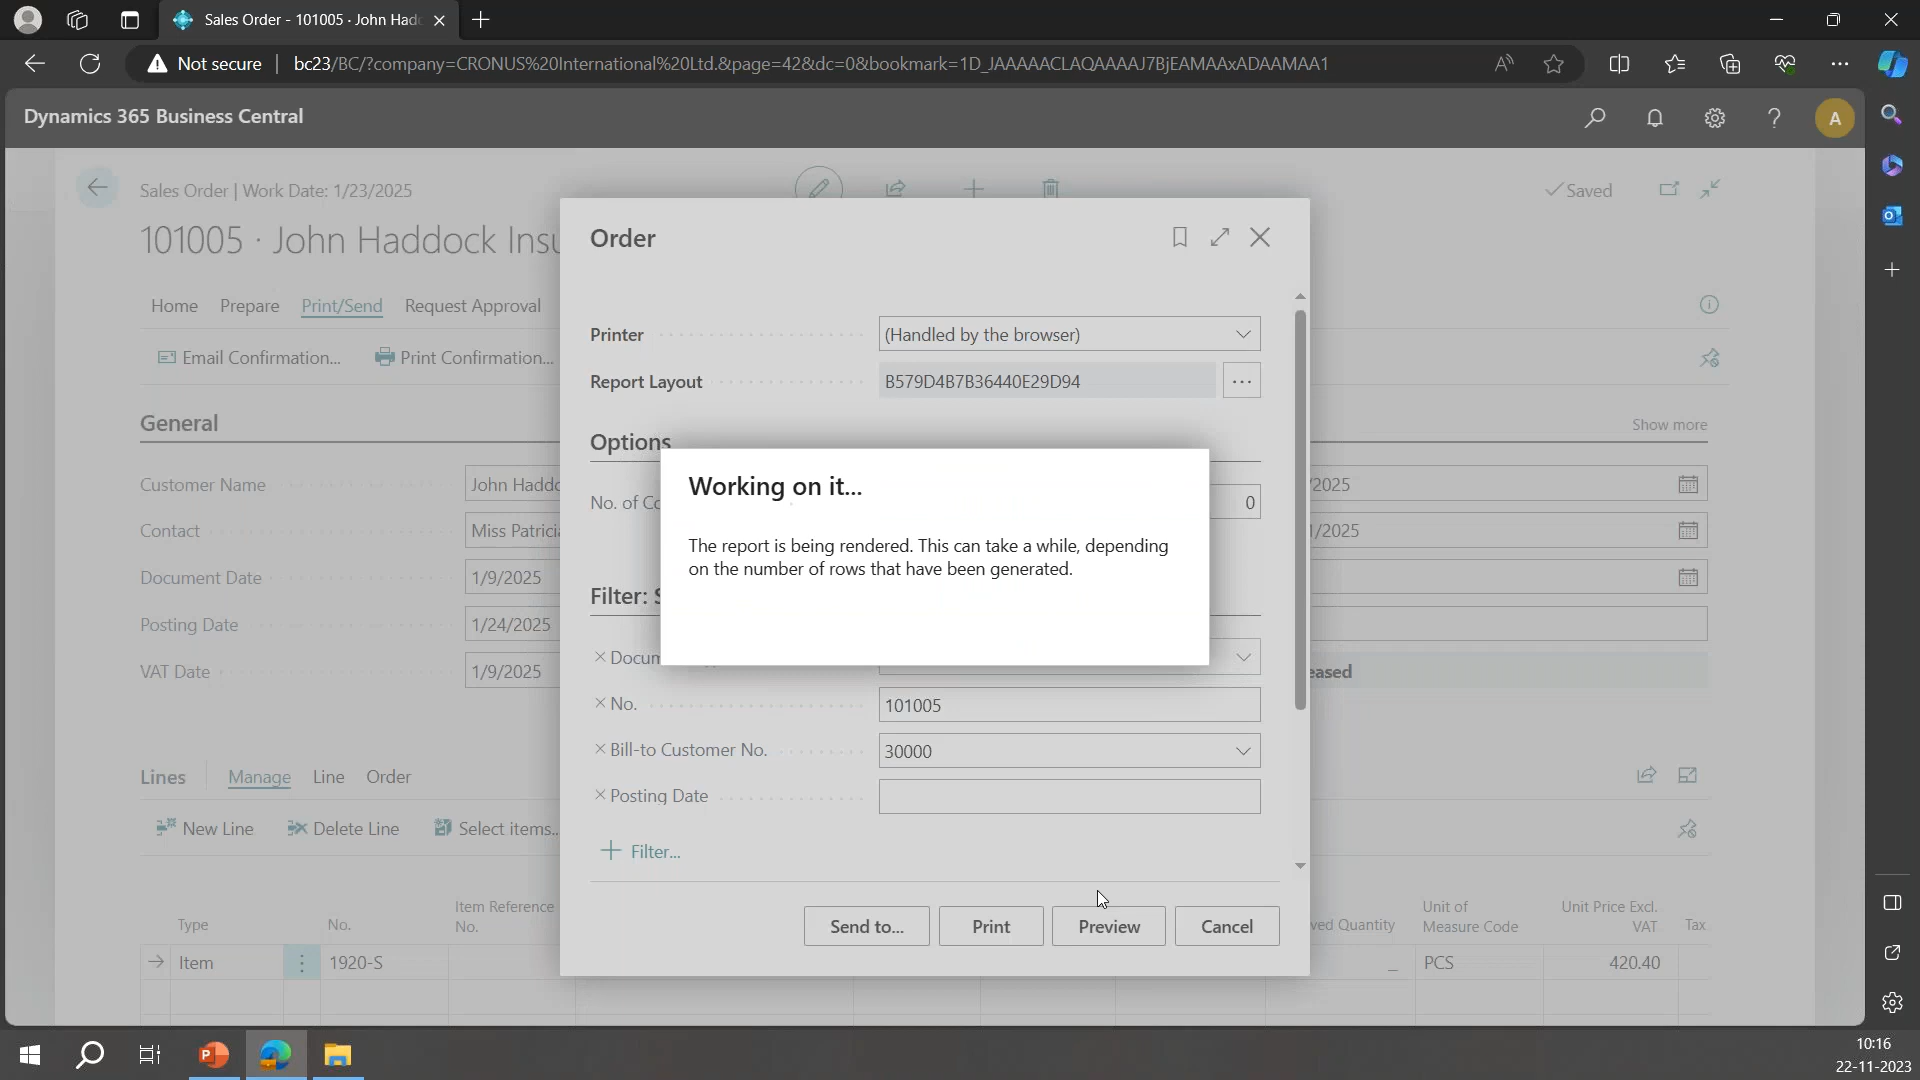 Sales Order - 101005 · John Had
Not secure
bc23/BC/?company=CRONUS%20International%20Ltd.&page=42&dc=0&bookmark=1D_JAAAAACLAQAAAAJ7BjEAMAAxADAAMAA1
Dynamics 365 Business Central
A
Sales Order | Work Date: 1/23/2025
Saved
101005 · John Haddock Insu
Order
Home Prepare Print/Send Request Approval
Printer (Handled by the browser)
Email Confirmation... Print Confirmation...
Report Layout B579D4B7B36440E29D94 ...
General
Show more
Options
Customer Name John Haddo
/2025
No. of Co
0
Working on it...
The report is being rendered. This can take a while, depending
on the number of rows that have been generated.
Contact Miss Patricia
1/2025
Document Date 1/9/2025
Filter: S
Posting Date 1/24/2025
VAT Date 1/9/2025
Docum
eased
No. 101005
Bill-to Customer No. 30000
Posting Date
Lines Manage Line Order
New Line Delete Line Select items...
Filter...
Send to... Print Preview Cancel
Type No. Item Reference
No.
ved Quantity Unit of
Measure Code Unit Price Excl.
VAT Tax
Item 1920-S
_ PCS 420.40
10:16
22-11-2023